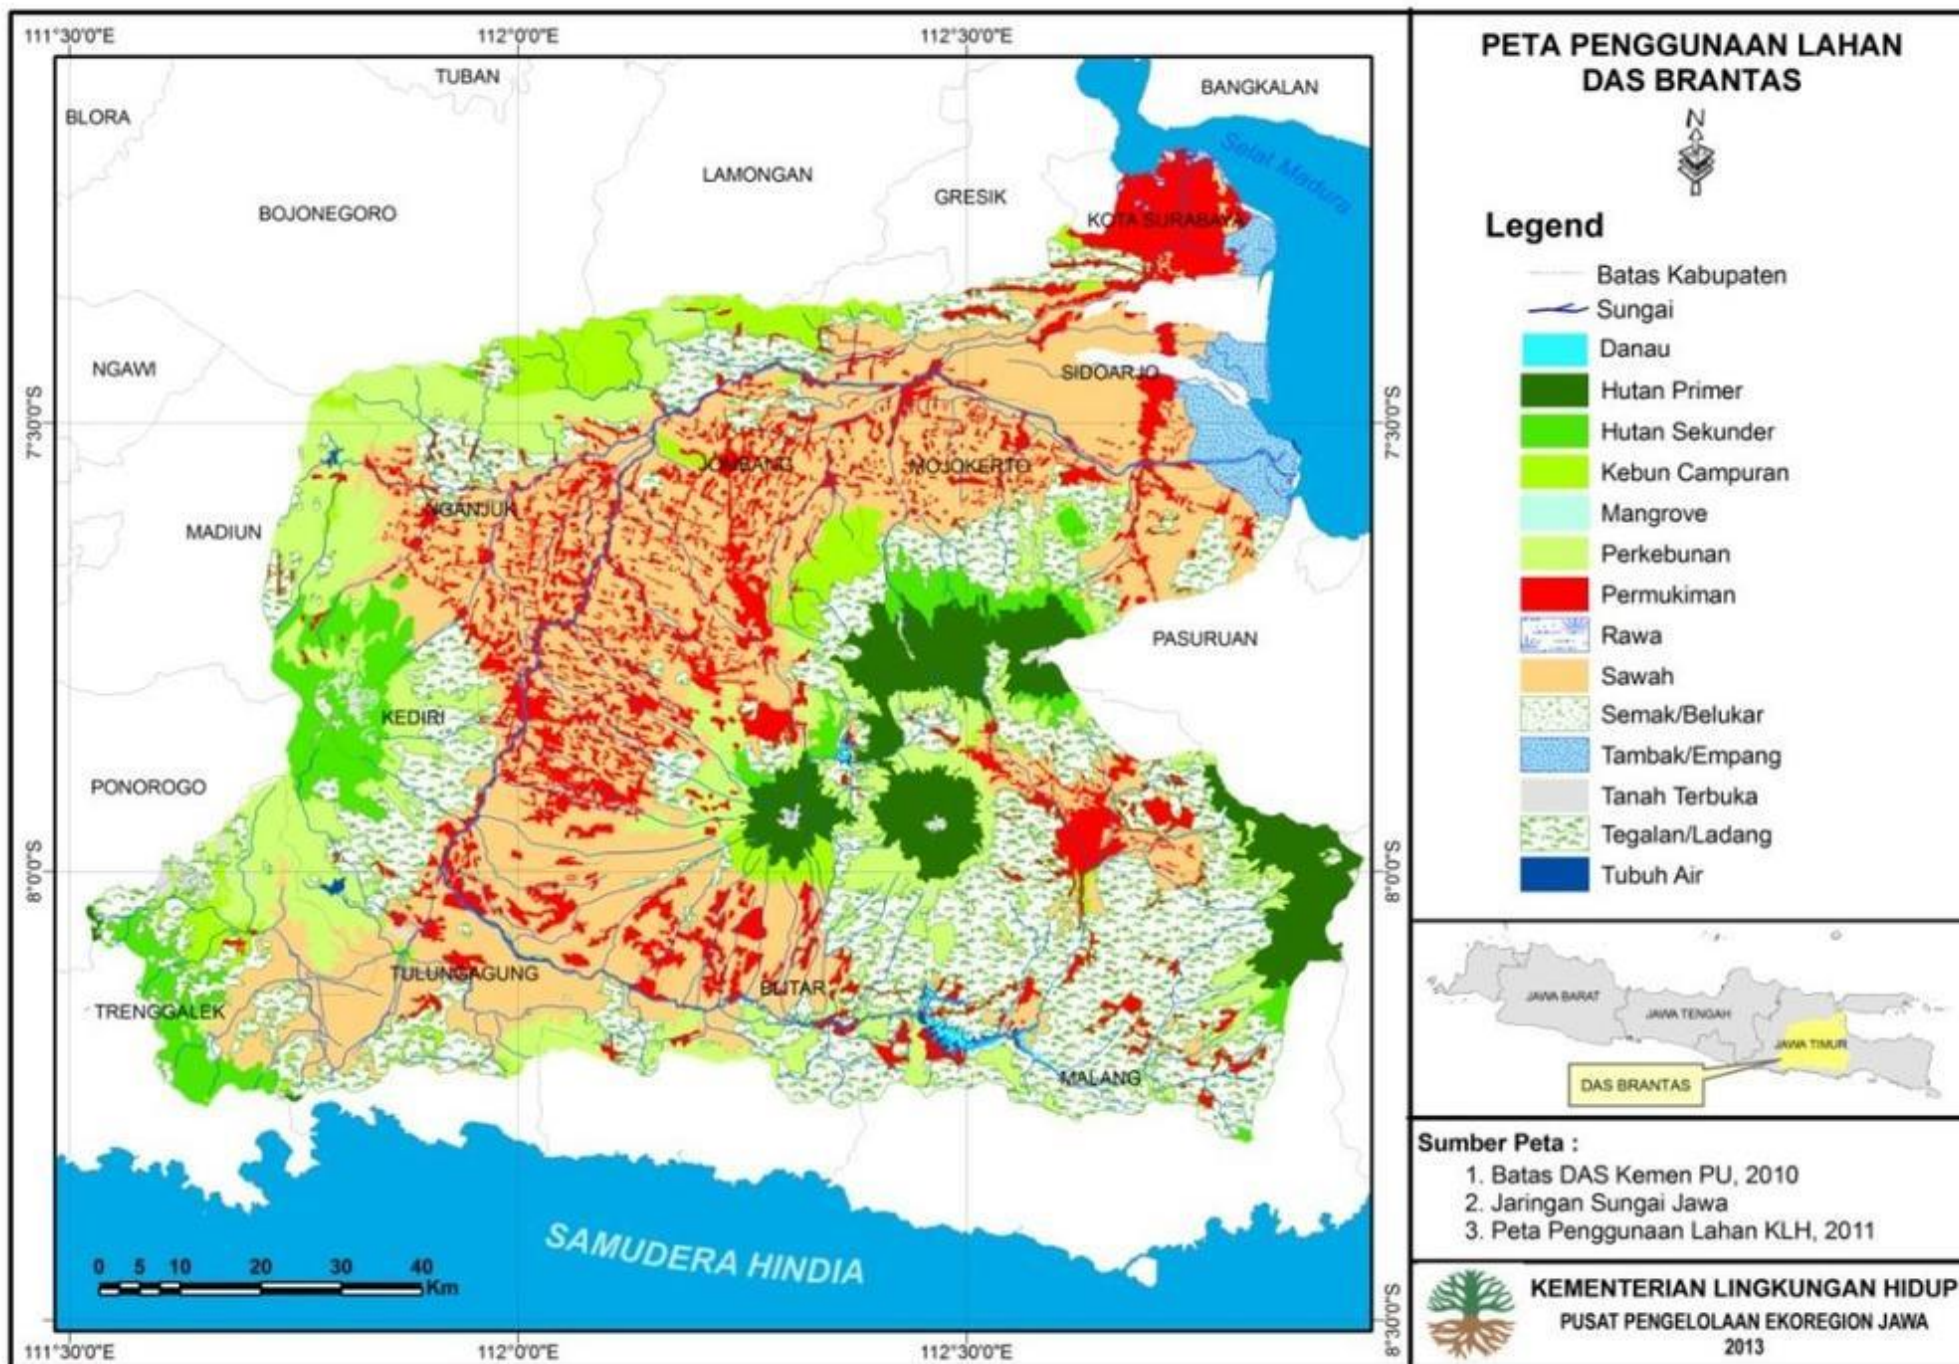 111°30'0"E
112°0'0"E
112°30'0"E
TUBAN
BLORA
BANGKALAN
Selat Madura
LAMONGAN
GRESIK
BOJONEGORO
KOTA SURABAYA
NGAWI
SIDOARJO
7°30'0"S
7°30'0"S
JOMBANG
MOJOKERTO
NGANJUK
MADIUN
PASURUAN
KEDIRI
PONOROGO
8°0'0"S
8°0'0"S
TULUNGAGUNG
BLITAR
TRENGGALEK
MALANG
SAMUDERA HINDIA
0 5 10 20 30 40
Km
8°30'0"S
111°30'0"E
112°0'0"E
112°30'0"E
PETA PENGGUNAAN LAHAN
DAS BRANTAS
N
Legend
Batas Kabupaten
Sungai
Danau
Hutan Primer
Hutan Sekunder
Kebun Campuran
Mangrove
Perkebunan
Permukiman
Rawa
Sawah
Semak/Belukar
Tambak/Empang
Tanah Terbuka
Tegalan/Ladang
Tubuh Air
JAWA BARAT
JAWA TENGAH
JAWA TIMUR
DAS BRANTAS
Sumber Peta :
1. Batas DAS Kemen PU, 2010
2. Jaringan Sungai Jawa
3. Peta Penggunaan Lahan KLH, 2011
KEMENTERIAN LINGKUNGAN HIDUP
PUSAT PENGELOLAAN EKOREGION JAWA
2013